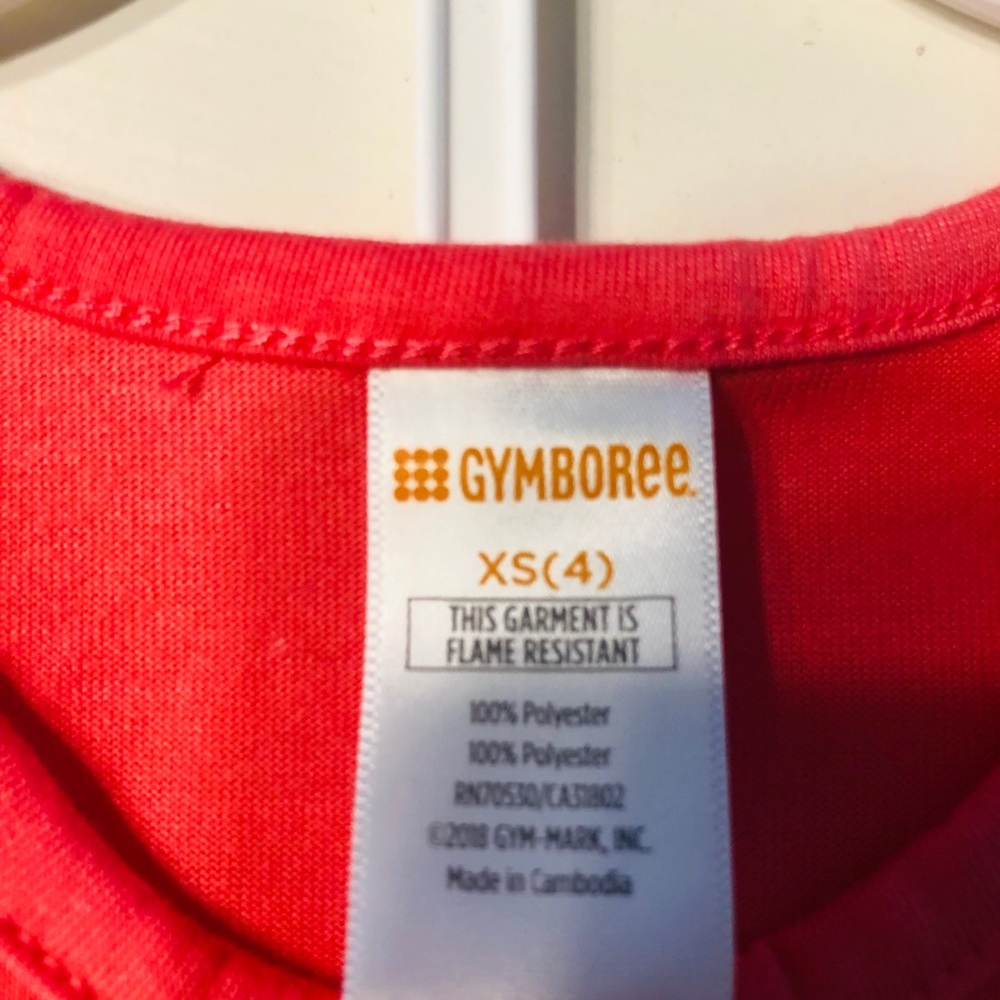 GYMBOREE
XS(4)
THIS GARMENT IS
FLAME RESISTANT
100% Polyester
100% Polyester
RN70530/CA31802
©2018 GYM-MARK, INC.
Made in Cambodia